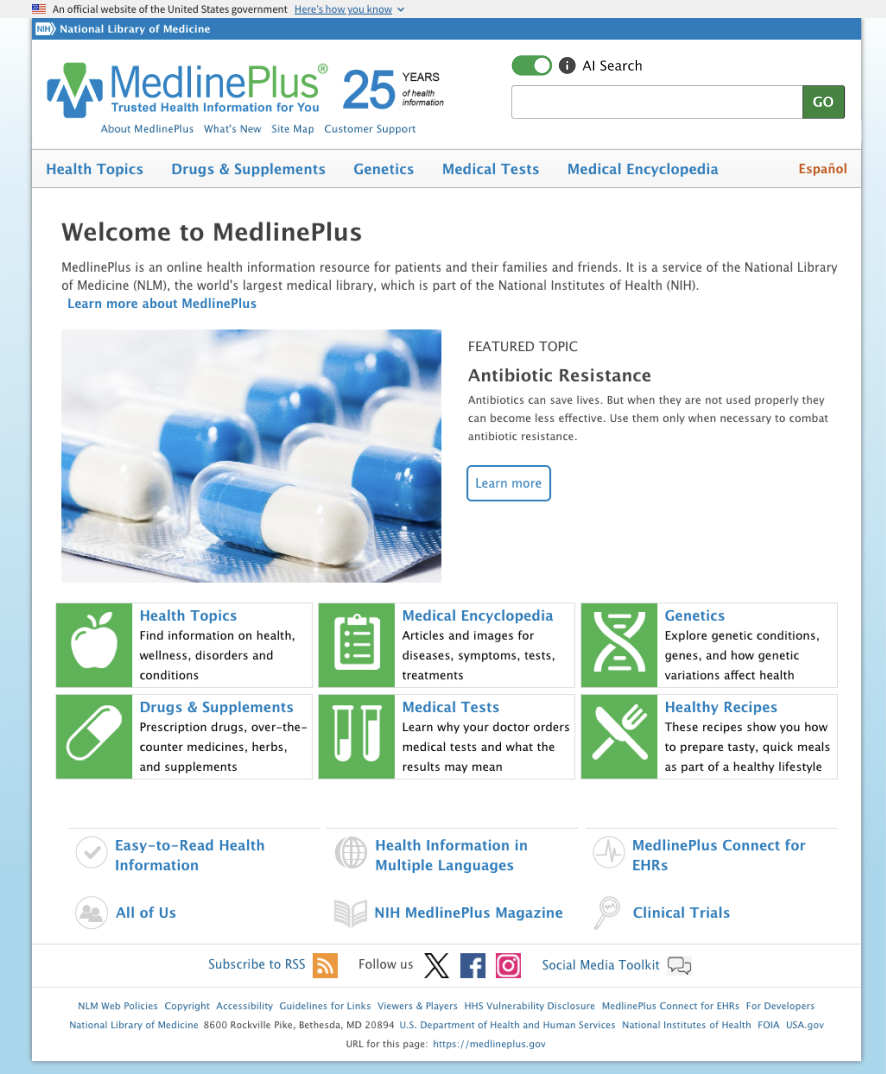 An official website of the United States government Here's how you know
NIH National Library of Medicine
MedlinePlus®
Trusted Health Information for You
25 YEARS
of health
information
AI Search
GO
About MedlinePlus What's New Site Map Customer Support
Health Topics Drugs & Supplements Genetics Medical Tests Medical Encyclopedia Español
Welcome to MedlinePlus
MedlinePlus is an online health information resource for patients and their families and friends. It is a service of the National Library
of Medicine (NLM), the world's largest medical library, which is part of the National Institutes of Health (NIH).
Learn more about MedlinePlus
FEATURED TOPIC
Antibiotic Resistance
Antibiotics can save lives. But when they are not used properly they
can become less effective. Use them only when necessary to combat
antibiotic resistance.
Learn more
Health Topics
Find information on health,
wellness, disorders and
conditions
Medical Encyclopedia
Articles and images for
diseases, symptoms, tests,
treatments
Genetics
Explore genetic conditions,
genes, and how genetic
variations affect health
Drugs & Supplements
Prescription drugs, over-the-
counter medicines, herbs,
and supplements
Medical Tests
Learn why your doctor orders
medical tests and what the
results may mean
Healthy Recipes
These recipes show you how
to prepare tasty, quick meals
as part of a healthy lifestyle
Easy-to-Read Health
Information
Health Information in
Multiple Languages
MedlinePlus Connect for
EHRs
All of Us
NIH MedlinePlus Magazine
Clinical Trials
Subscribe to RSS Follow us Social Media Toolkit
NLM Web Policies Copyright Accessibility Guidelines for Links Viewers & Players HHS Vulnerability Disclosure MedlinePlus Connect for EHRs For Developers
National Library of Medicine 8600 Rockville Pike, Bethesda, MD 20894 U.S. Department of Health and Human Services National Institutes of Health FOIA USA.gov
URL for this page: https://medlineplus.gov